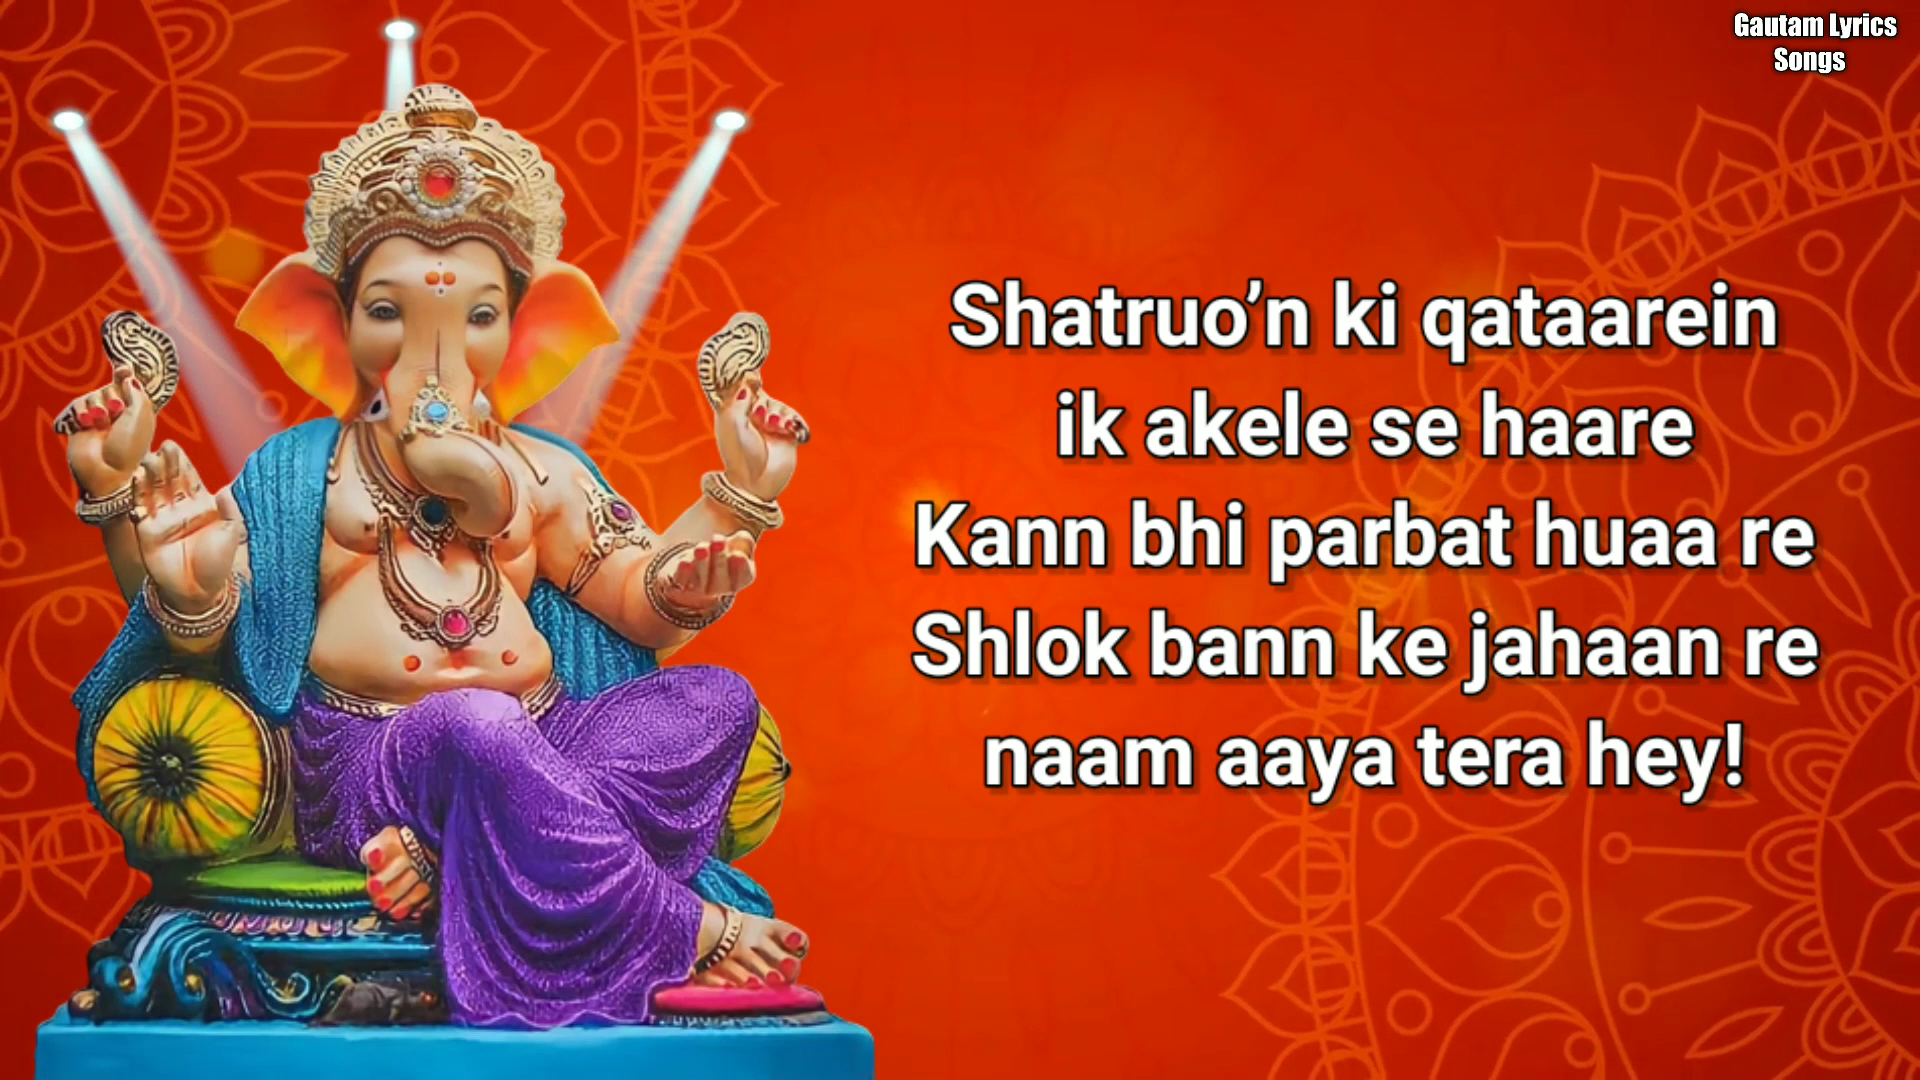 Gautam Lyrics
Songs
Shatruo’n ki qataarein
ik akele se haare
Kann bhi parbat huaa re
Shlok bann ke jahaan re
naam aaya tera hey!